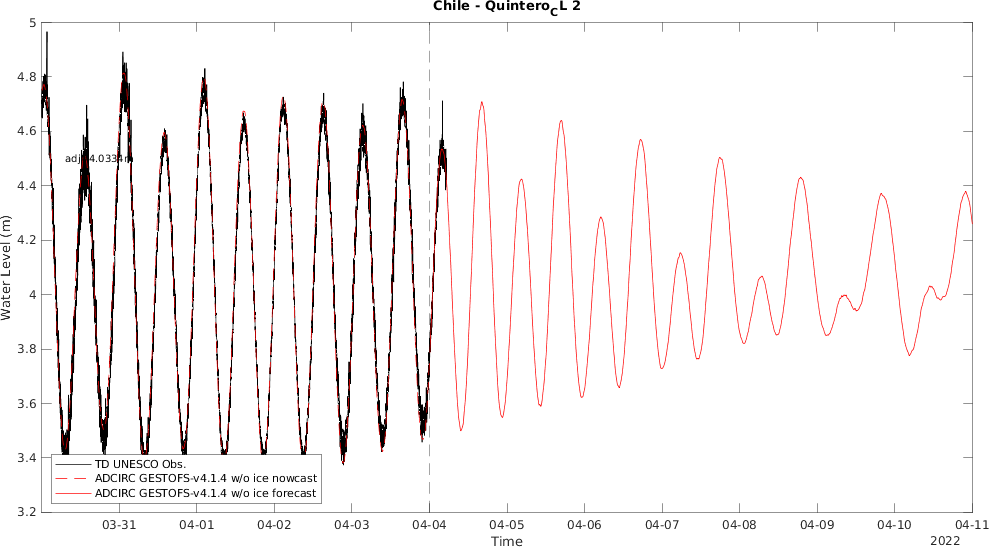 Chile - Quintero_CL 2
5
4.8
4.6
4.4
4.2
4
3.8
3.6
3.4
3.2
Water Level (m)
TD UNESCO Obs.
ADCIRC GESTOFS-v4.1.4 w/o ice nowcast
ADCIRC GESTOFS-v4.1.4 w/o ice forecast
03-31 04-01 04-02 04-03 04-04 04-05 04-06 04-07 04-08 04-09 04-10 04-11
Time
2022